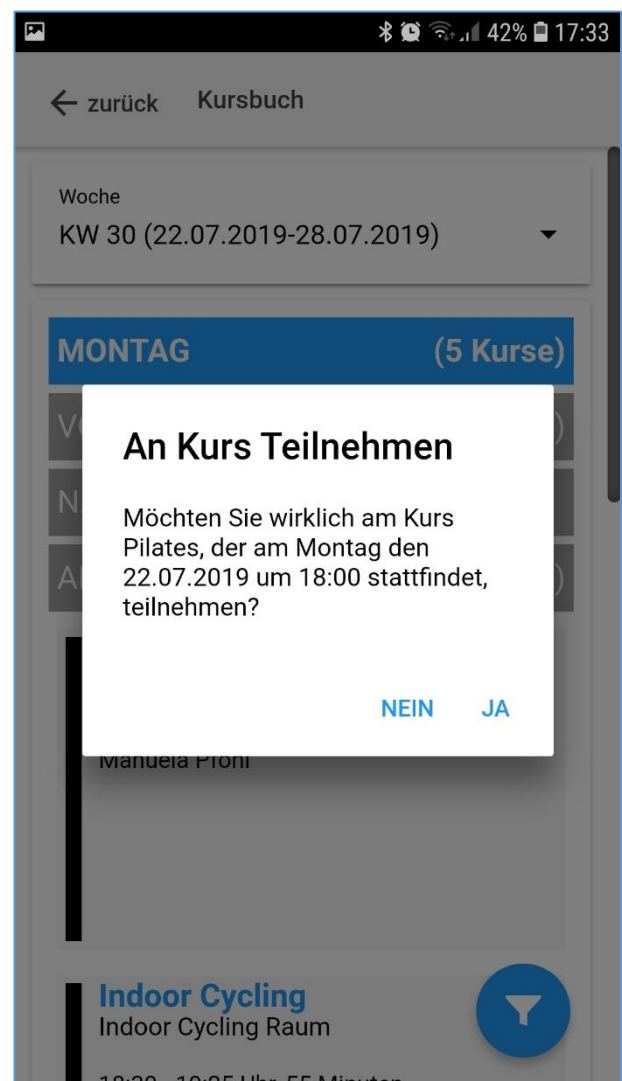 42% 17:33
← zurück Kursbuch
Woche
KW 30 (22.07.2019-28.07.2019)
MONTAG (5 Kurse)
An Kurs Teilnehmen
Möchten Sie wirklich am Kurs
Pilates, der am Montag den
22.07.2019 um 18:00 stattfindet,
teilnehmen?
NEIN JA
Manuela
Indoor Cycling
Indoor Cycling Raum